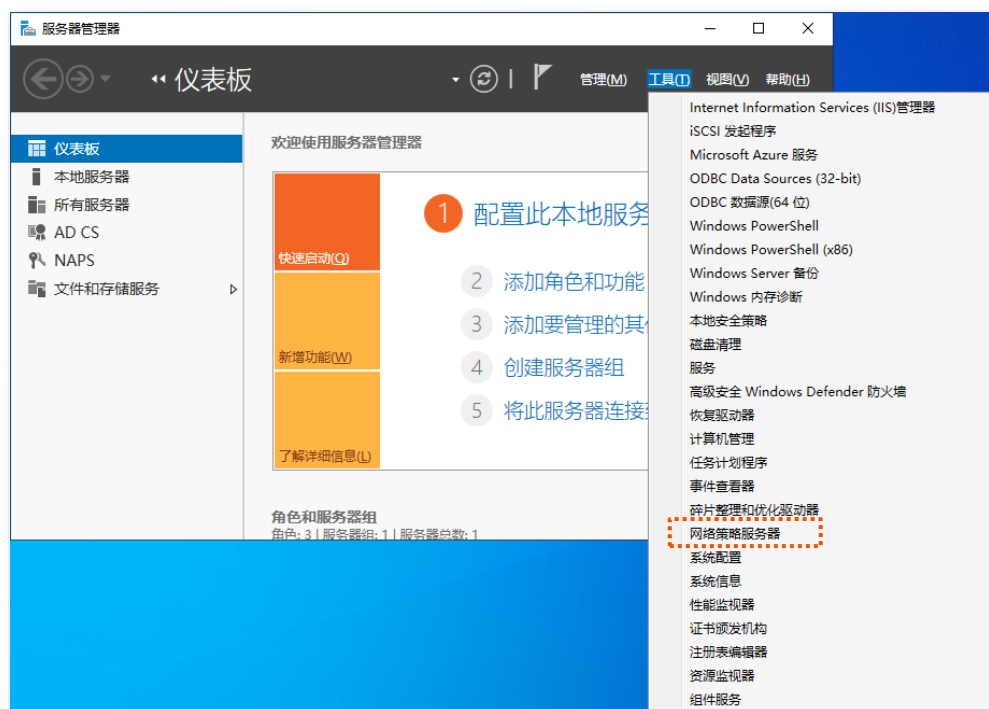 服务器管理器
仪表板
管理(M) 工具(T) 视图(V) 帮助(H)
仪表板
本地服务器
所有服务器
AD CS
NAPS
文件和存储服务
欢迎使用服务器管理器
快速启动(Q)
新增功能(W)
了解详细信息(L)
1 配置此本地服务
2 添加角色和功能
3 添加要管理的其
4 创建服务器组
5 将此服务器连接
角色和服务器组
角色: 3 | 服务器组: 1 | 服务器总数: 1
Internet Information Services (IIS)管理器
iSCSI 发起程序
Microsoft Azure 服务
ODBC Data Sources (32-bit)
ODBC 数据源(64 位)
Windows PowerShell
Windows PowerShell (x86)
Windows Server 备份
Windows 内存诊断
本地安全策略
磁盘清理
服务
高级安全 Windows Defender 防火墙
恢复驱动器
计算机管理
任务计划程序
事件查看器
碎片整理和优化驱动器
网络策略服务器
系统配置
系统信息
性能监视器
证书颁发机构
注册表编辑器
资源监视器
组件服务